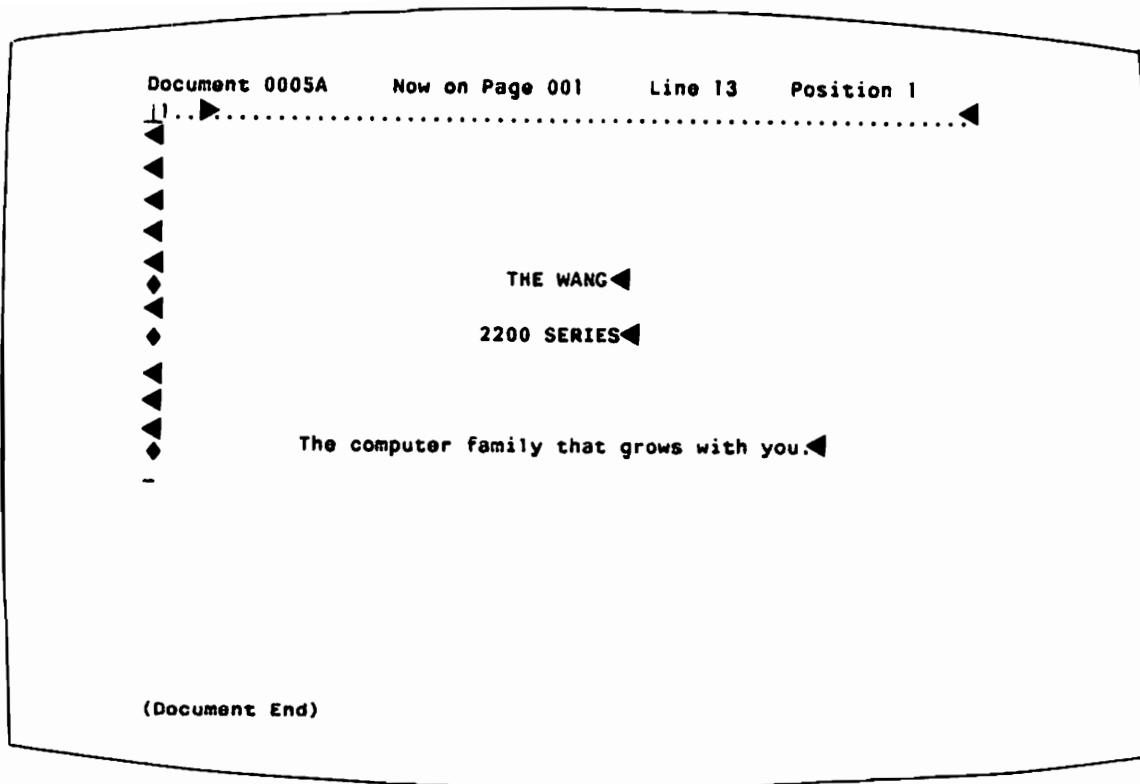 Document 0005A Now on Page 001 Line 13 Position 1
1..▶......................................................................◀
◀
◀
◀
◀
◀
◆ THE WANG◀
◀
◆ 2200 SERIES◀
◀
◀
◀
◆ The computer family that grows with you.◀
_
(Document End)